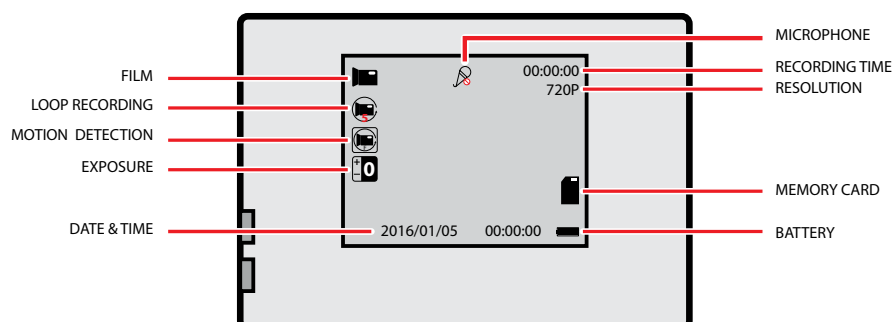 MICROPHONE
FILM
00:00:00
RECORDING TIME
720P
RESOLUTION
LOOP RECORDING
5
MOTION DETECTION
EXPOSURE
+
- 0
MEMORY CARD
DATE & TIME
2016/01/05 00:00:00
BATTERY